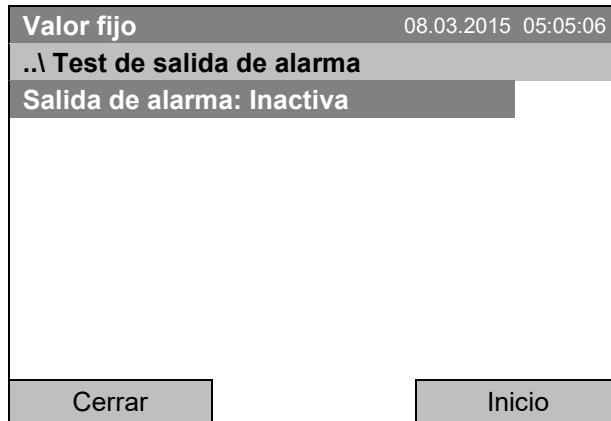 Valor fijo 08.03.2015 05:05:06
..\ Test de salida de alarma
Salida de alarma: Inactiva
Cerrar Inicio